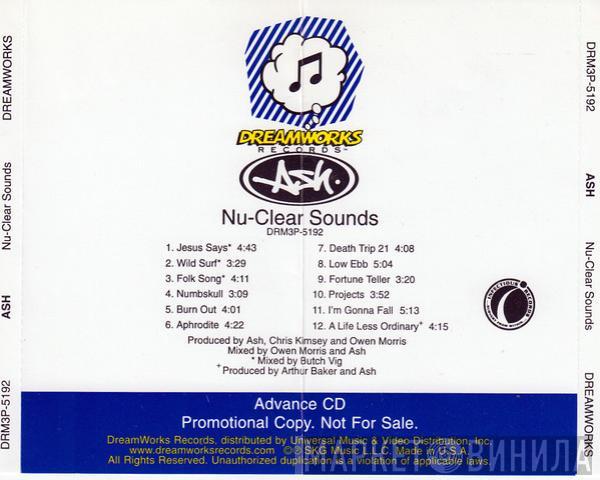 DREAMWORKS
RECORDS™
Ash.
Nu-Clear Sounds
DRM3P-5192
1. Jesus Says* 4:43
2. Wild Surf* 3:29
3. Folk Song* 4:11
4. Numbskull 3:09
5. Burn Out 4:01
6. Aphrodite 4:22
7. Death Trip 21 4:08
8. Low Ebb 5:04
9. Fortune Teller 3:20
10. Projects 3:52
11. I'm Gonna Fall 5:13
12. A Life Less Ordinary+ 4:15
Produced by Ash, Chris Kimsey and Owen Morris
Mixed by Owen Morris and Ash
* Mixed by Butch Vig
+Produced by Arthur Baker and Ash
INFECTIOUS RECORDS
Advance CD
Promotional Copy. Not For Sale.
DreamWorks Records, distributed by Universal Music & Video Distribution, Inc.
www.dreamworksrecords.com SKG Music LLC. Made in U.S.A.
All Rights Reserved. Unauthorized duplication is a violation of applicable laws.
DRM3P-5192 ASH Nu-Clear Sounds DREAMWORKS
DRM3P-5192 ASH Nu-Clear Sounds DREAMWORKS
МАРКЕТ ВИНИЛА